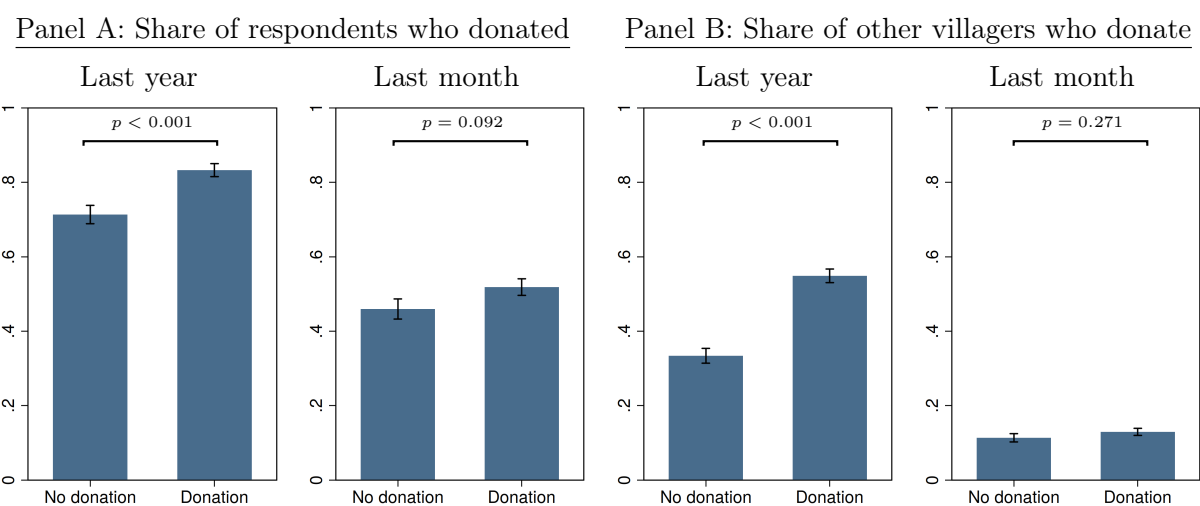 Panel A: Share of respondents who donated
Panel B: Share of other villagers who donate
Last year
Last month
Last year
Last month
p < 0.001
p = 0.092
p < 0.001
p = 0.271
1
.8
.6
.4
.2
0
No donation Donation
1
.8
.6
.4
.2
0
No donation Donation
1
.8
.6
.4
.2
0
No donation Donation
1
.8
.6
.4
.2
0
No donation Donation